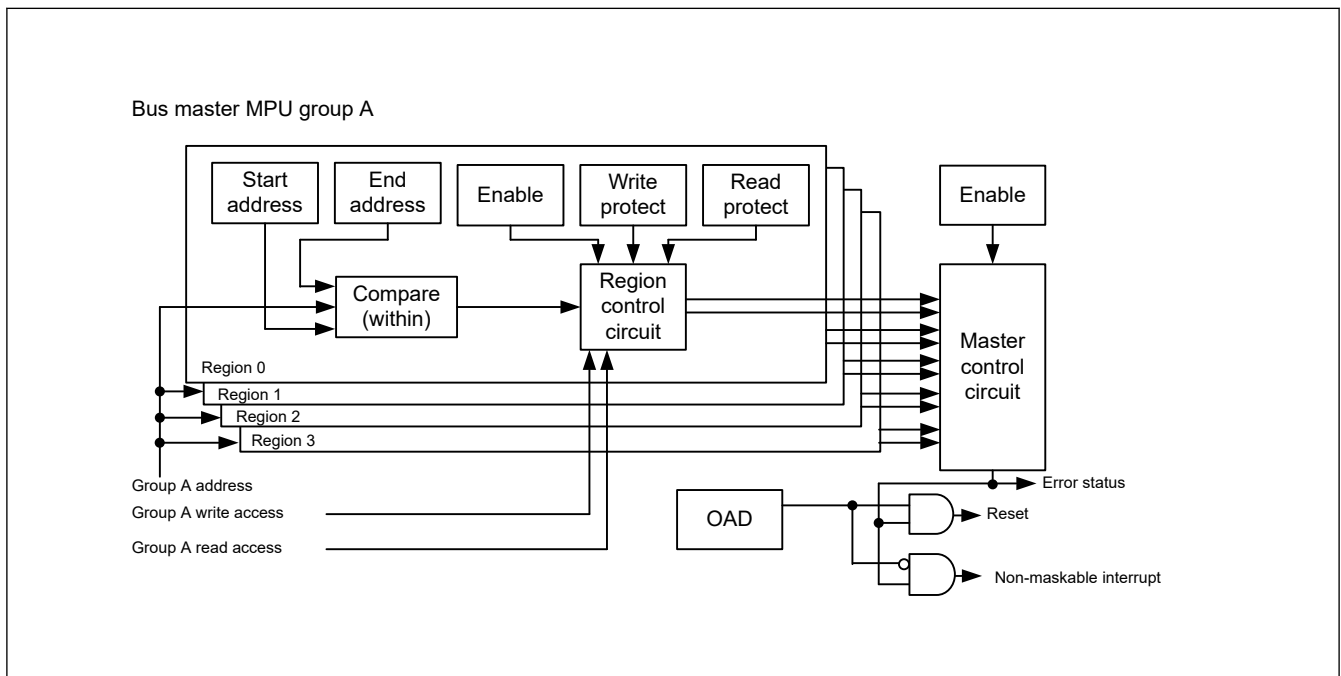 Bus master MPU group A
Start
address
End
address
Enable
Write
protect
Read
protect
Enable
Compare
(within)
Region
control
circuit
Master
control
circuit
Region 0
Region 1
Region 2
Region 3
Group A address
Group A write access
Group A read access
OAD
Error status
Reset
Non-maskable interrupt